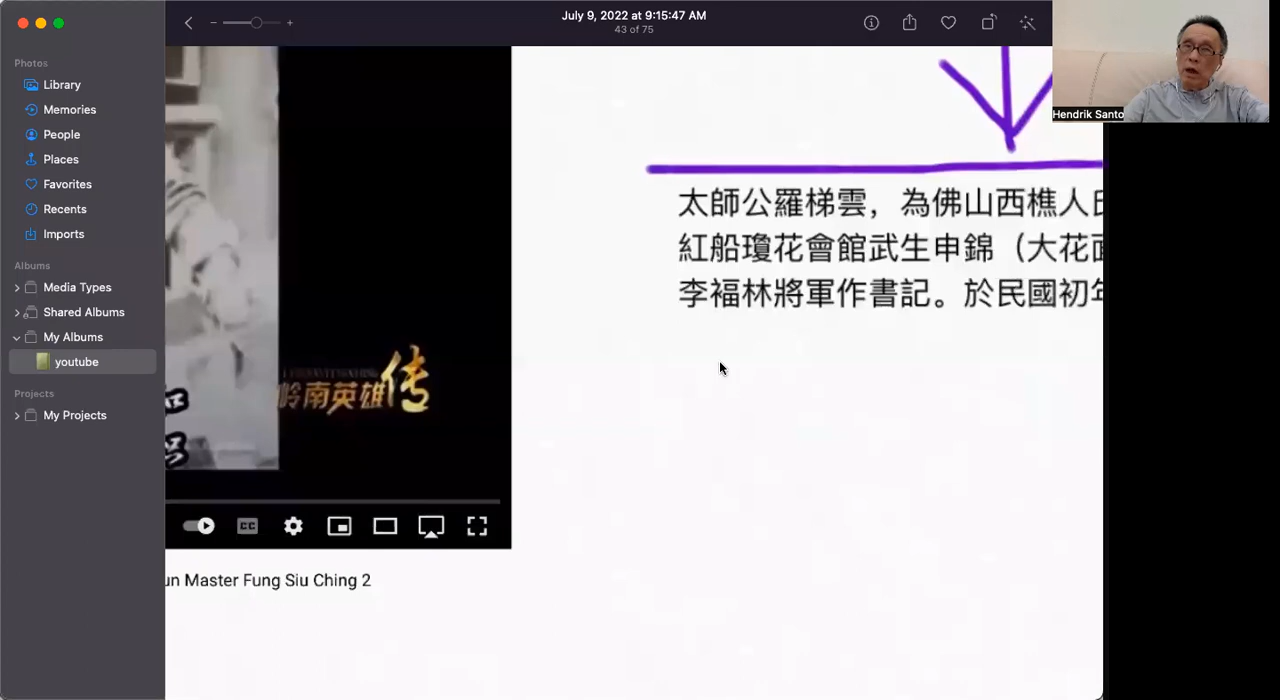 July 9, 2022 at 9:15:47 AM
43 of 75
Photos
Library
Memories
People
Places
Favorites
Recents
Imports
Albums
Media Types
Shared Albums
My Albums
youtube
Projects
My Projects
Hendrik Santo
太師公羅梯雲，為佛山西樵人
紅船瓊花會館武生申錦（大花
李福林將軍作書記。於民國初
岭南英雄传
CC
un Master Fung Siu Ching 2